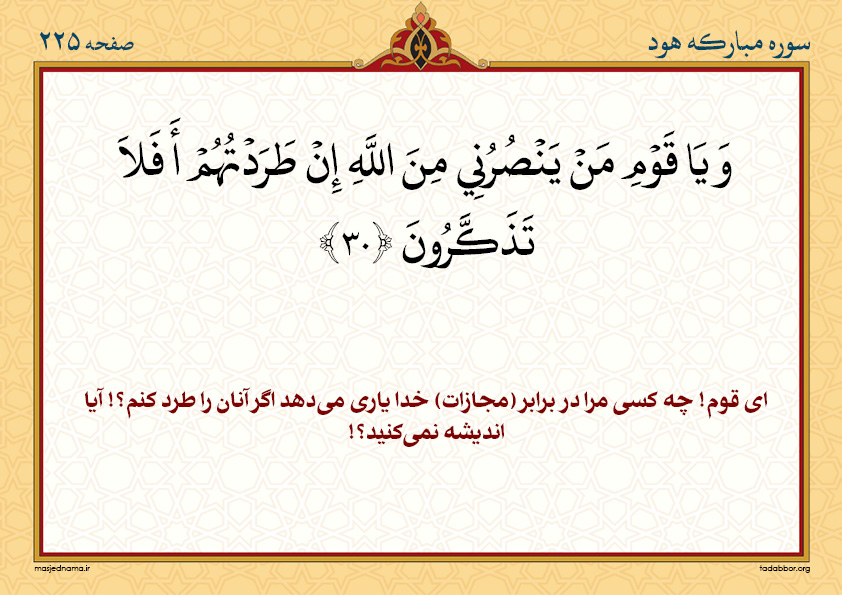 سوره مبارکه هود
صفحه ۲۲۵
وَ يَا قَوْمِ مَنْ يَنْصُرُنِي مِنَ اللَّهِ إِنْ طَرَدْتُهُمْ أَ فَلاَ
تَذَكَّرُونَ ﴿٣٠﴾
ای قوم! چه کسی مرا در برابر (مجازات) خدا یاری می‌دهد اگر آنان را طرد کنم؟! آیا
اندیشه نمی‌کنید؟!
masjednama.ir
tadabbor.org